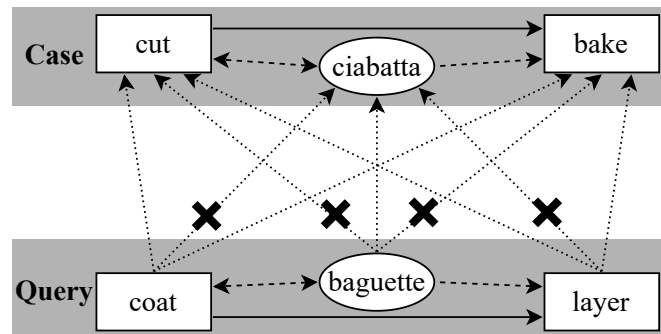 cut
bake
Case
ciabatta
baguette
Query
coat
layer